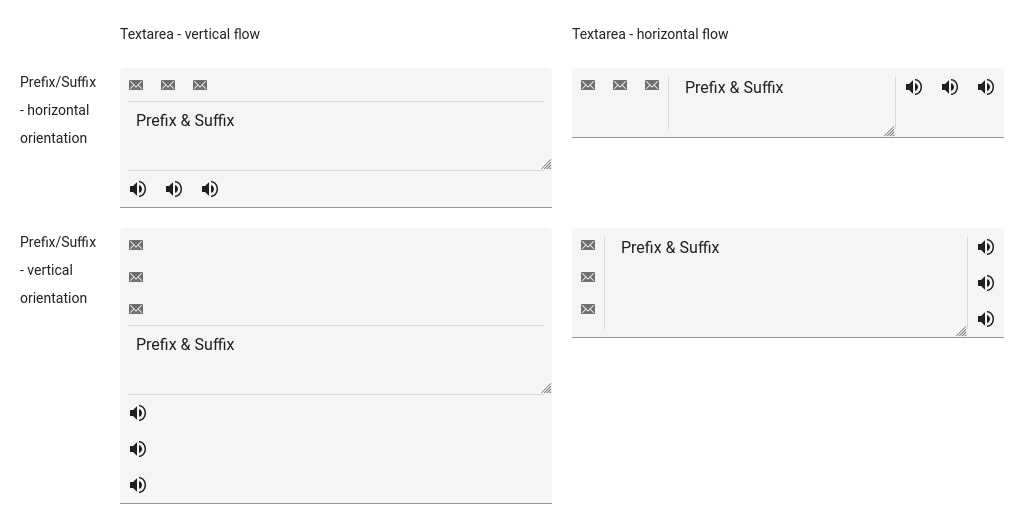 Textarea - vertical flow
Textarea - horizontal flow
Prefix/Suffix
- horizontal
orientation
Prefix & Suffix
Prefix & Suffix
Prefix/Suffix
- vertical
orientation
Prefix & Suffix
Prefix & Suffix